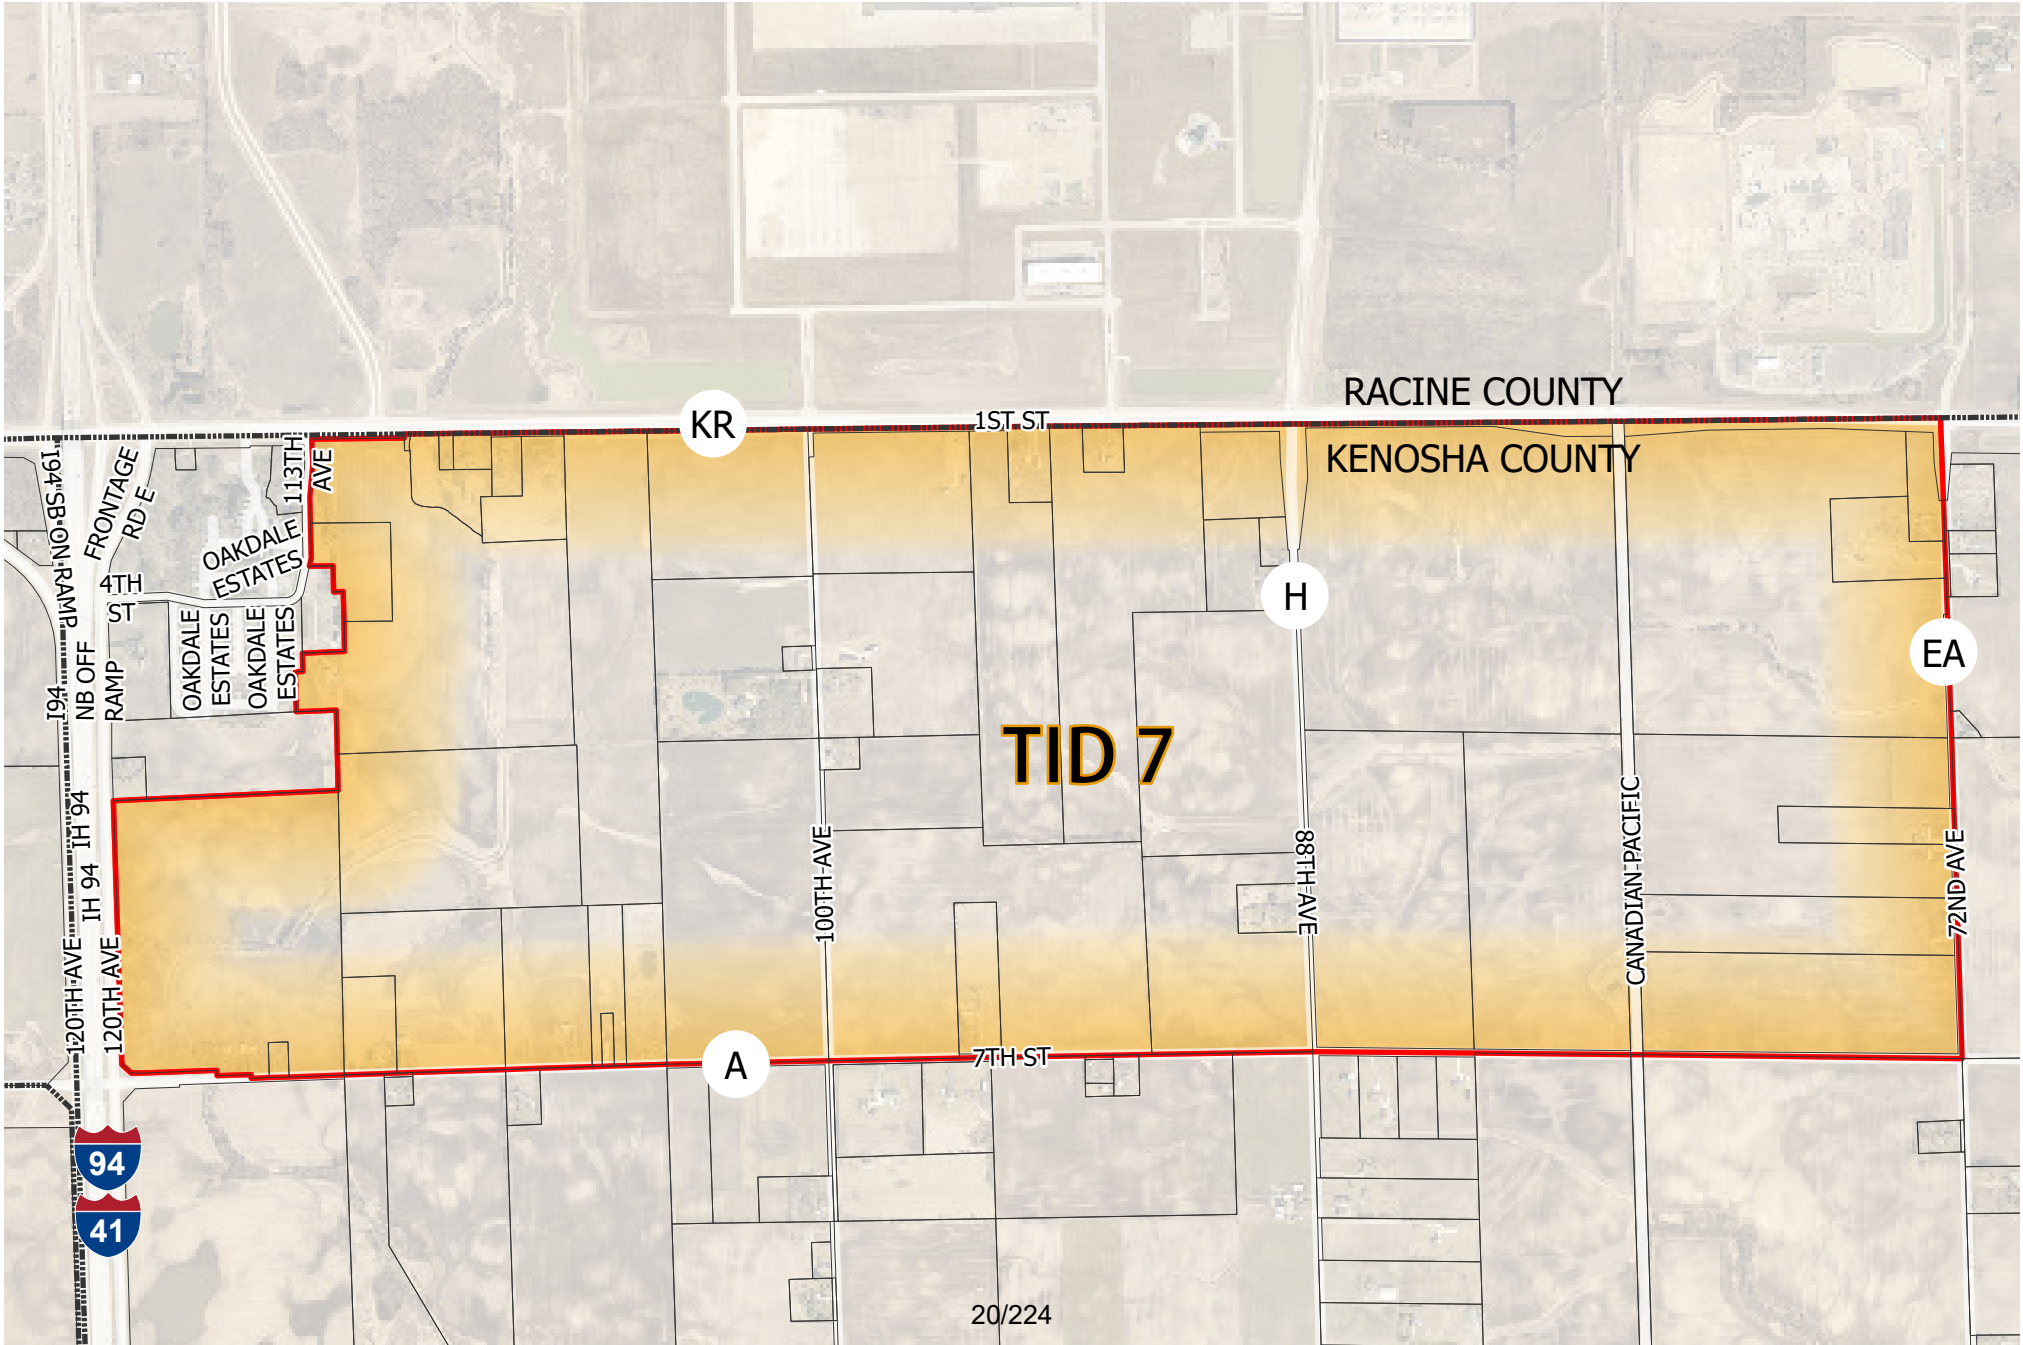 RACINE COUNTY
KR
1ST ST
KENOSHA COUNTY
I94 SB ON RAMP
FRONTAGE
RD E
113TH
AVE
OAKDALE
ESTATES
4TH
ST
H
OAKDALE
ESTATES
OAKDALE
ESTATES
EA
I94
NB OFF
RAMP
TID 7
IH 94
IH 94
100TH AVE
88TH AVE
CANADIAN PACIFIC
72ND AVE
120TH AVE
120TH AVE
A
7TH ST
94
41
20/224